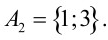 A₂ = {1;3}.